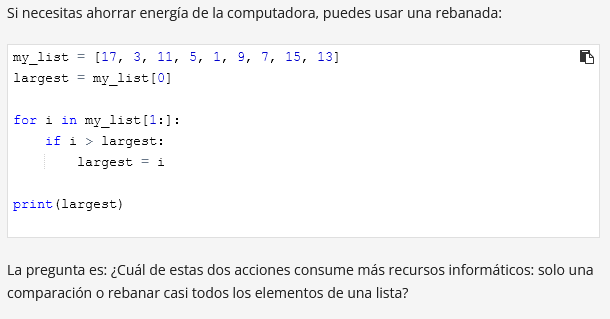 Si necesitas ahorrar energía de la computadora, puedes usar una rebanada:
my_list = [17, 3, 11, 5, 1, 9, 7, 15, 13]
largest = my_list[0]
for i in my_list[1:]:
    if i > largest:
        largest = i
print(largest)
La pregunta es: ¿Cuál de estas dos acciones consume más recursos informáticos: solo una
comparación o rebanar casi todos los elementos de una lista?